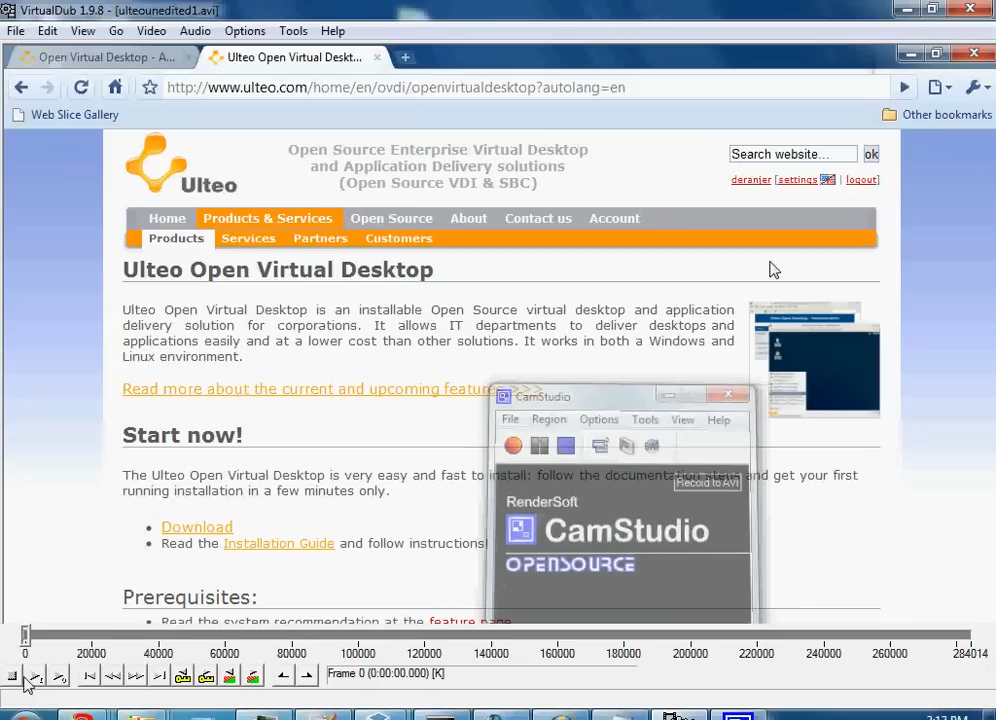 VirtualDub 1.9.8 - [ulteounedited1.avi]
File Edit View Go Video Audio Options Tools Help
Open Virtual Desktop - A... Ulteo Open Virtual Deskt...
http://www.ulteo.com/home/en/ovdi/openvirtualdesktop?autolang=en
Web Slice Gallery Other bookmarks
Ulteo
Open Source Enterprise Virtual Desktop
and Application Delivery solutions
(Open Source VDI & SBC)
Search website... ok
deranjer [settings | logout]
Home Products & Services Open Source About Contact us Account
Products Services Partners Customers
Ulteo Open Virtual Desktop
Ulteo Open Virtual Desktop is an installable Open Source virtual desktop and application
delivery solution for corporations. It allows IT departments to deliver desktops and
applications easily and at a lower cost than other solutions. It works in both a Windows and
Linux environment.
Read more about the current and upcoming features >>>
CamStudio
File Region Options Tools View Help
Start now!
The Ulteo Open Virtual Desktop is very easy and fast to install: follow the documentation steps and get your first
running installation in a few minutes only.
Record to AVI
RenderSoft
CamStudio
OPENSOURCE
Download
Read the Installation Guide and follow instructions!
Prerequisites:
Read the system recommendation at the feature page
0 20000 40000 60000 80000 100000 120000 140000 160000 180000 200000 220000 240000 260000 284014
Frame 0 (0:00:00.000) [K]